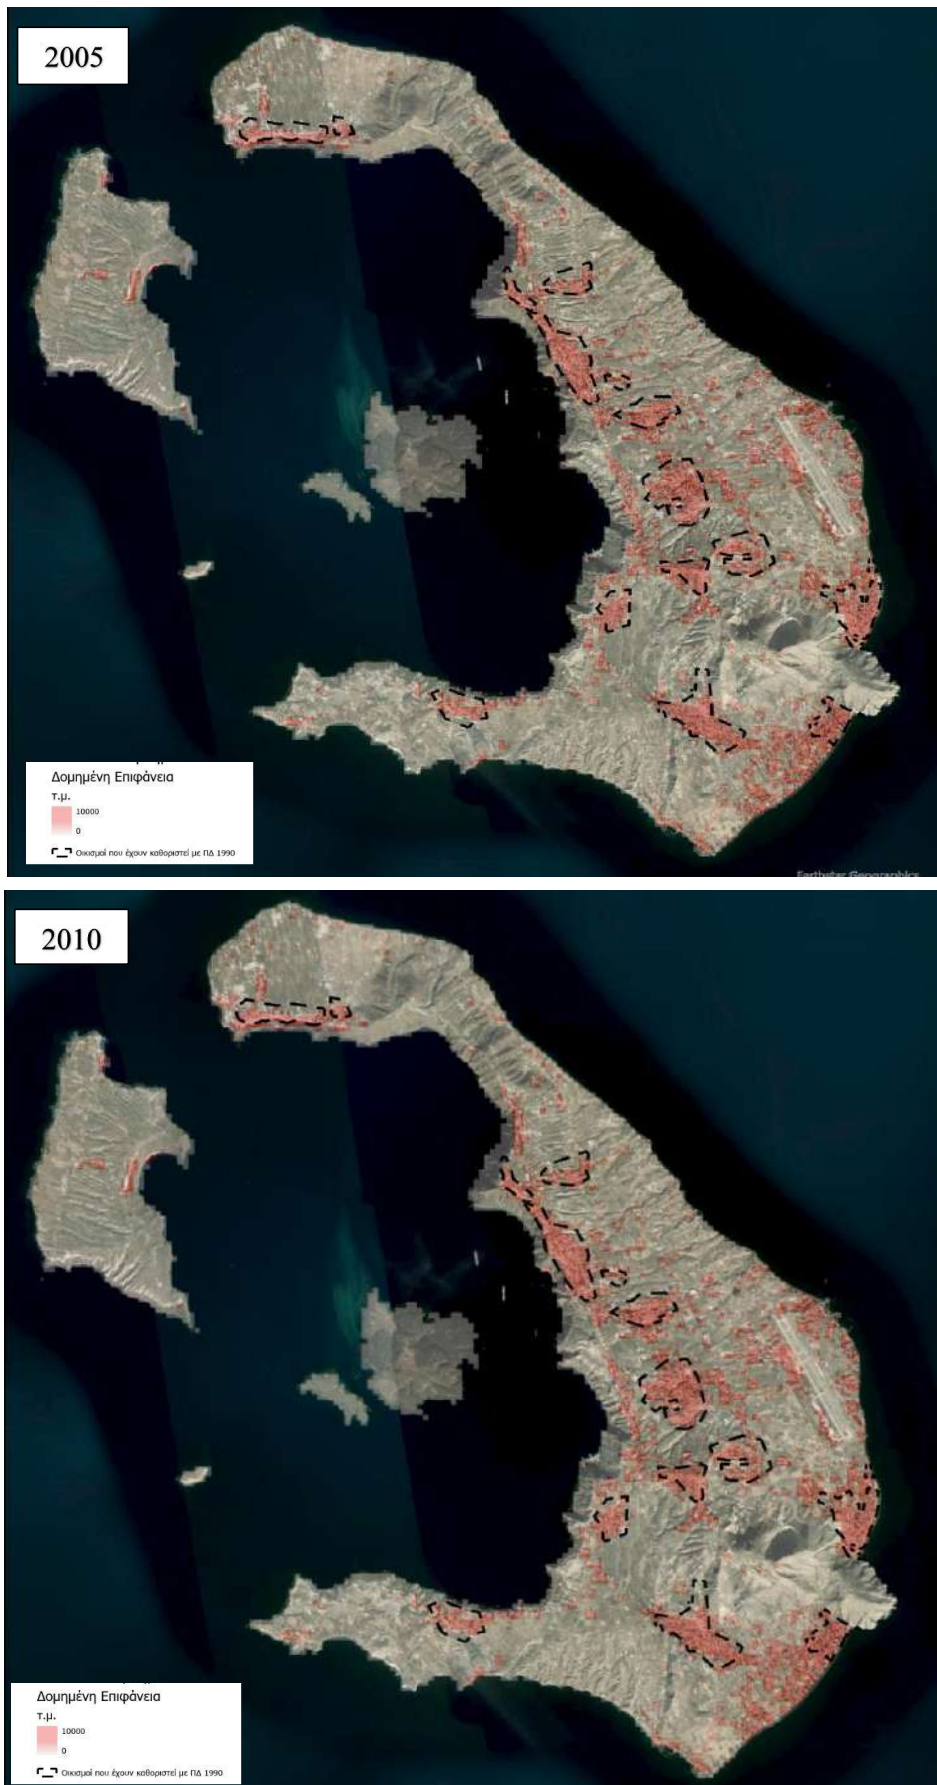 2005
Δομημένη Επιφάνεια
τ.μ.
10000
0
Οικισμοί που έχουν καθοριστεί με ΠΔ 1990
Earthstar Geographics
2010
Δομημένη Επιφάνεια
τ.μ.
10000
0
Οικισμοί που έχουν καθοριστεί με ΠΔ 1990